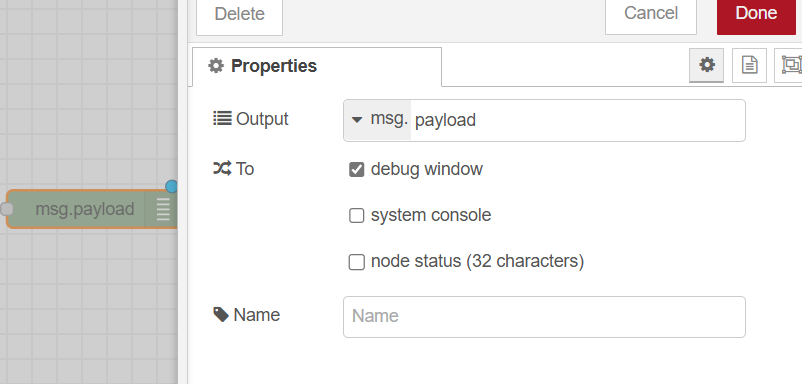 Delete
Cancel
Done
Properties
Output
msg. payload
To
debug window
msg.payload
system console
node status (32 characters)
Name
Name